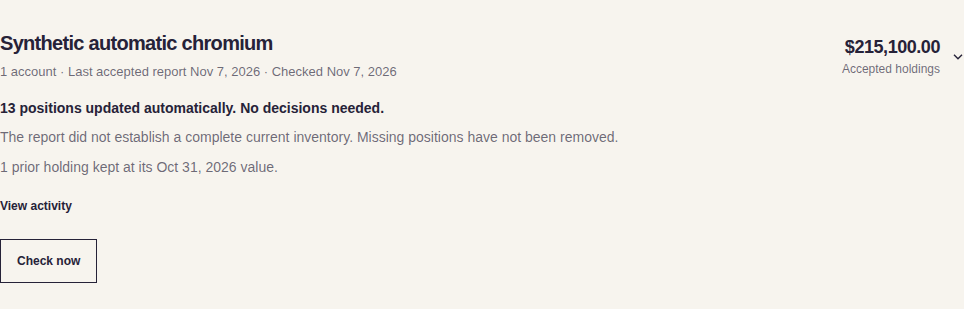 Synthetic automatic chromium
$215,100.00
1 account · Last accepted report Nov 7, 2026 · Checked Nov 7, 2026
Accepted holdings
13 positions updated automatically. No decisions needed.
The report did not establish a complete current inventory. Missing positions have not been removed.
1 prior holding kept at its Oct 31, 2026 value.
View activity
Check now